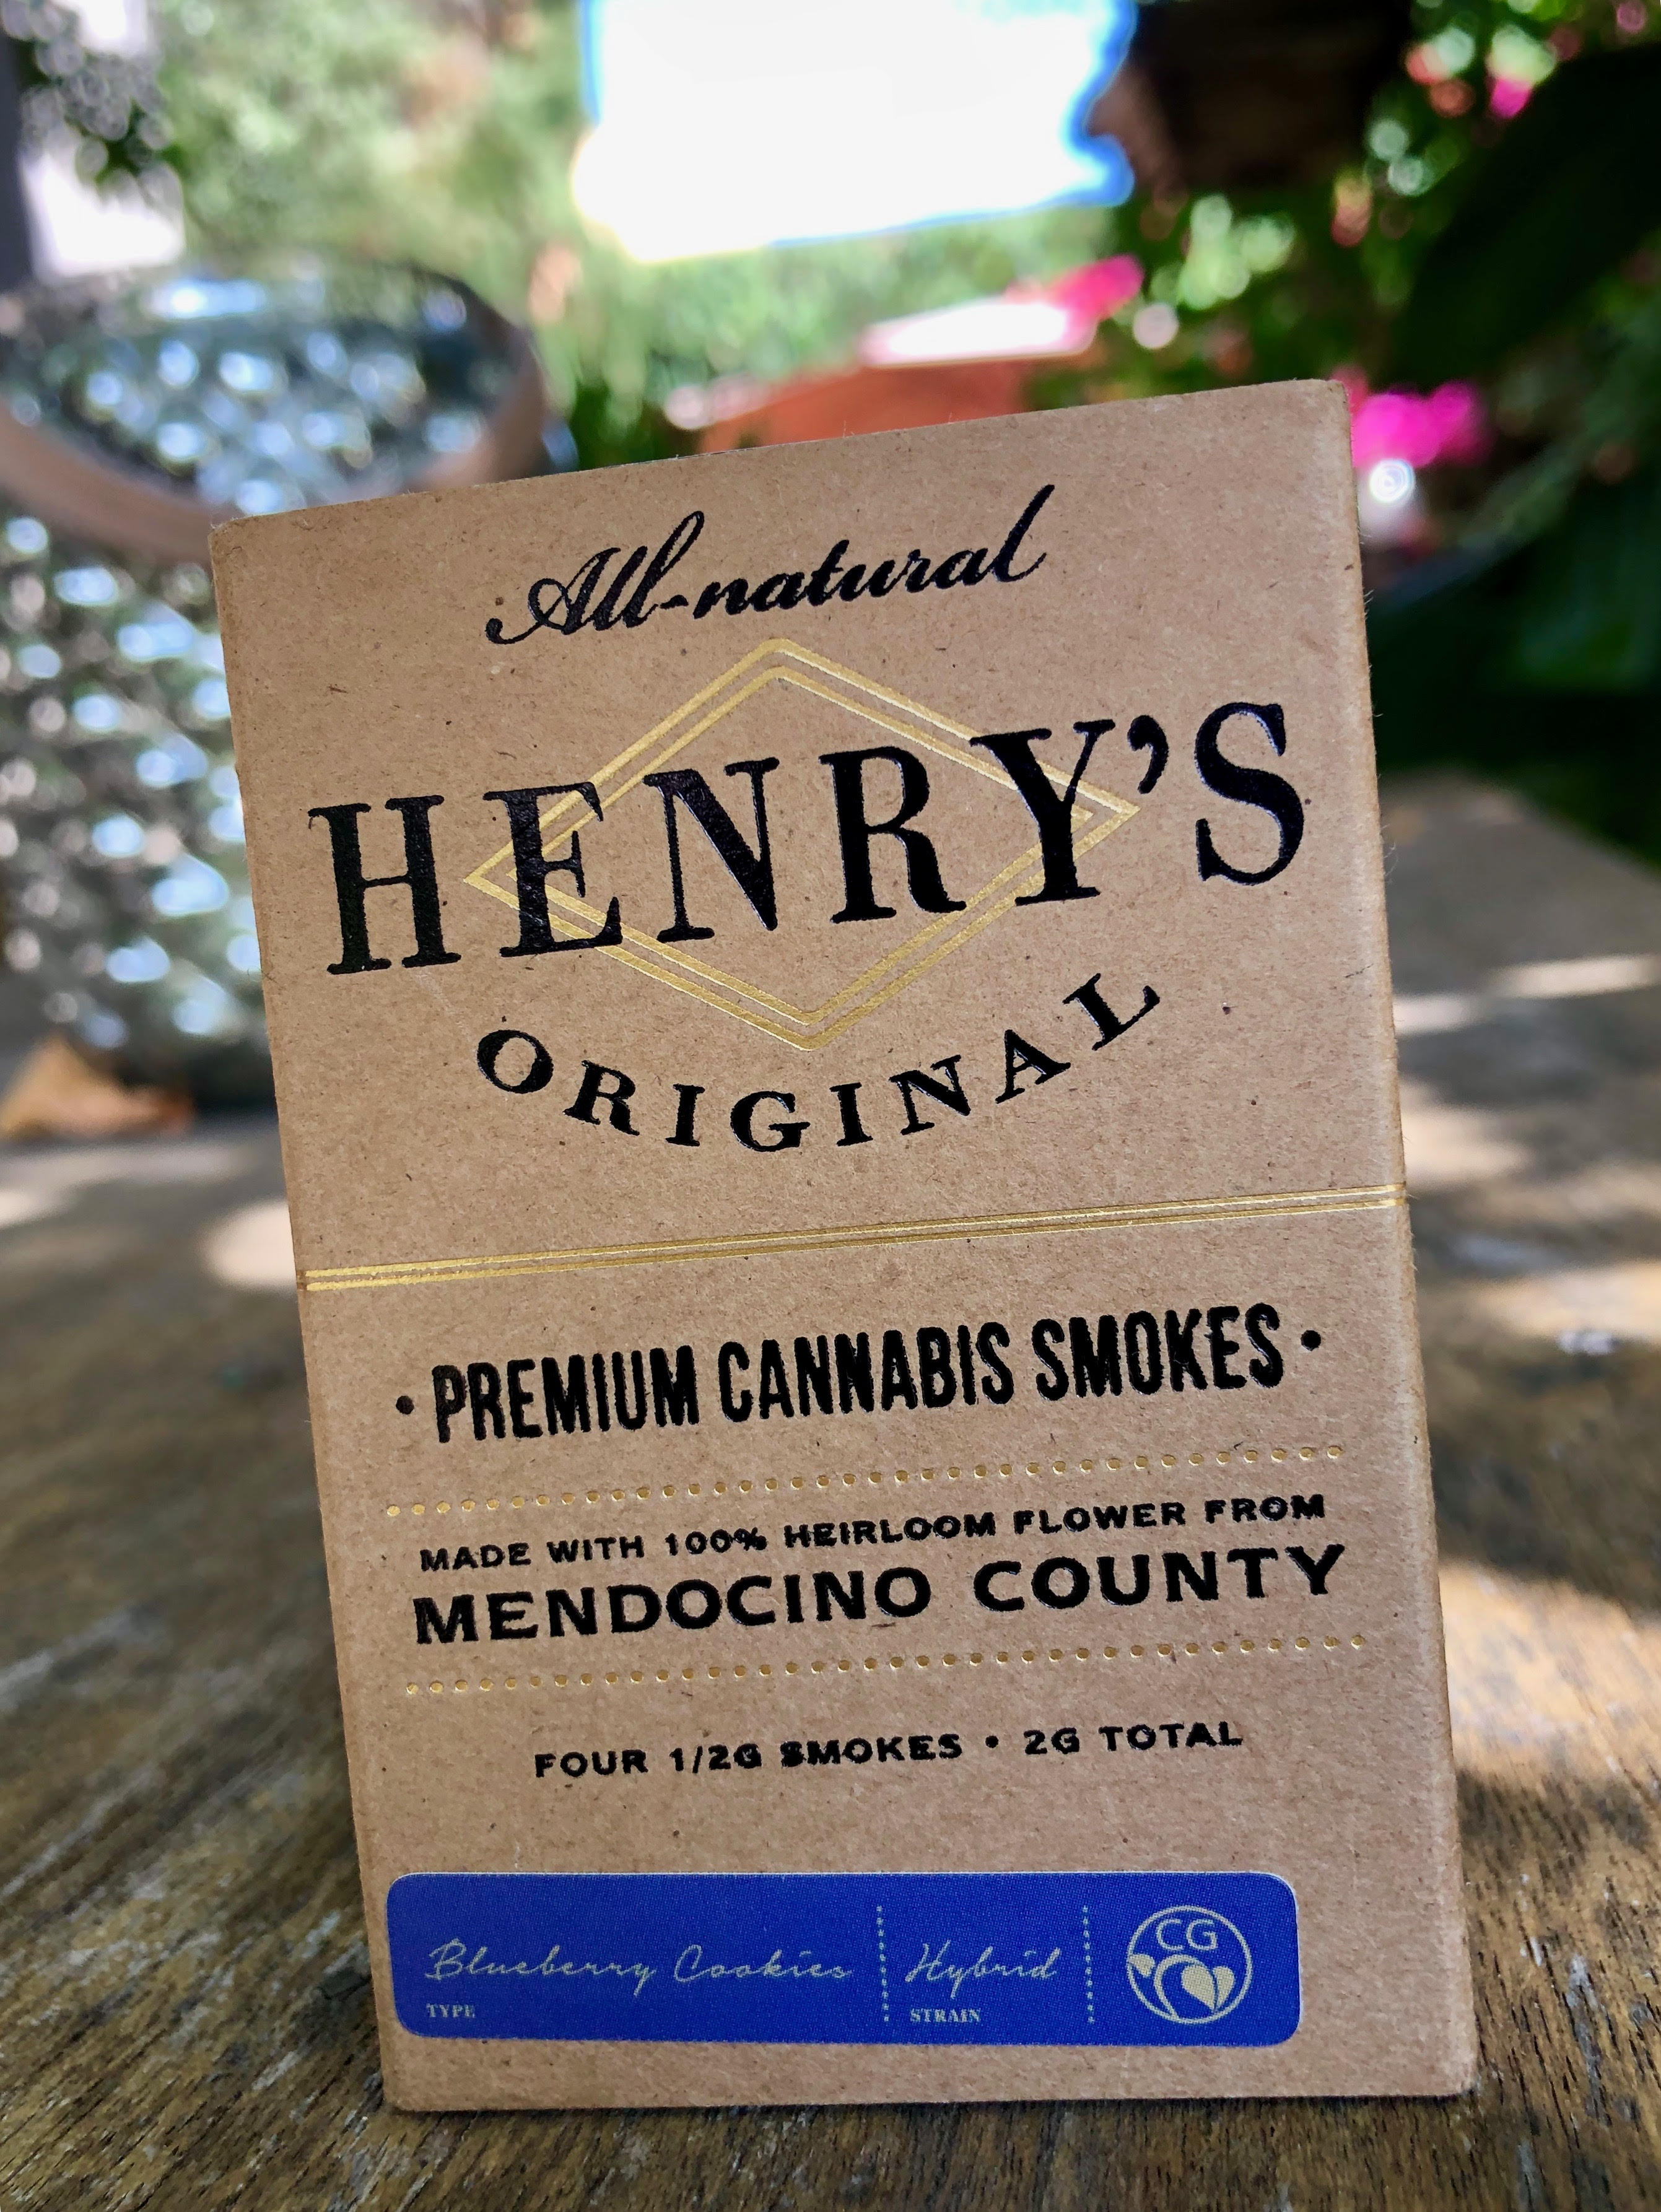 All-natural
HENRY'S
ORIGINAL
• PREMIUM CANNABIS SMOKES •
MADE WITH 100% HEIRLOOM FLOWER FROM
MENDOCINO COUNTY
FOUR 1/2G SMOKES • 2G TOTAL
Blueberry Cookies
TYPE
Hybrid
STRAIN
CG